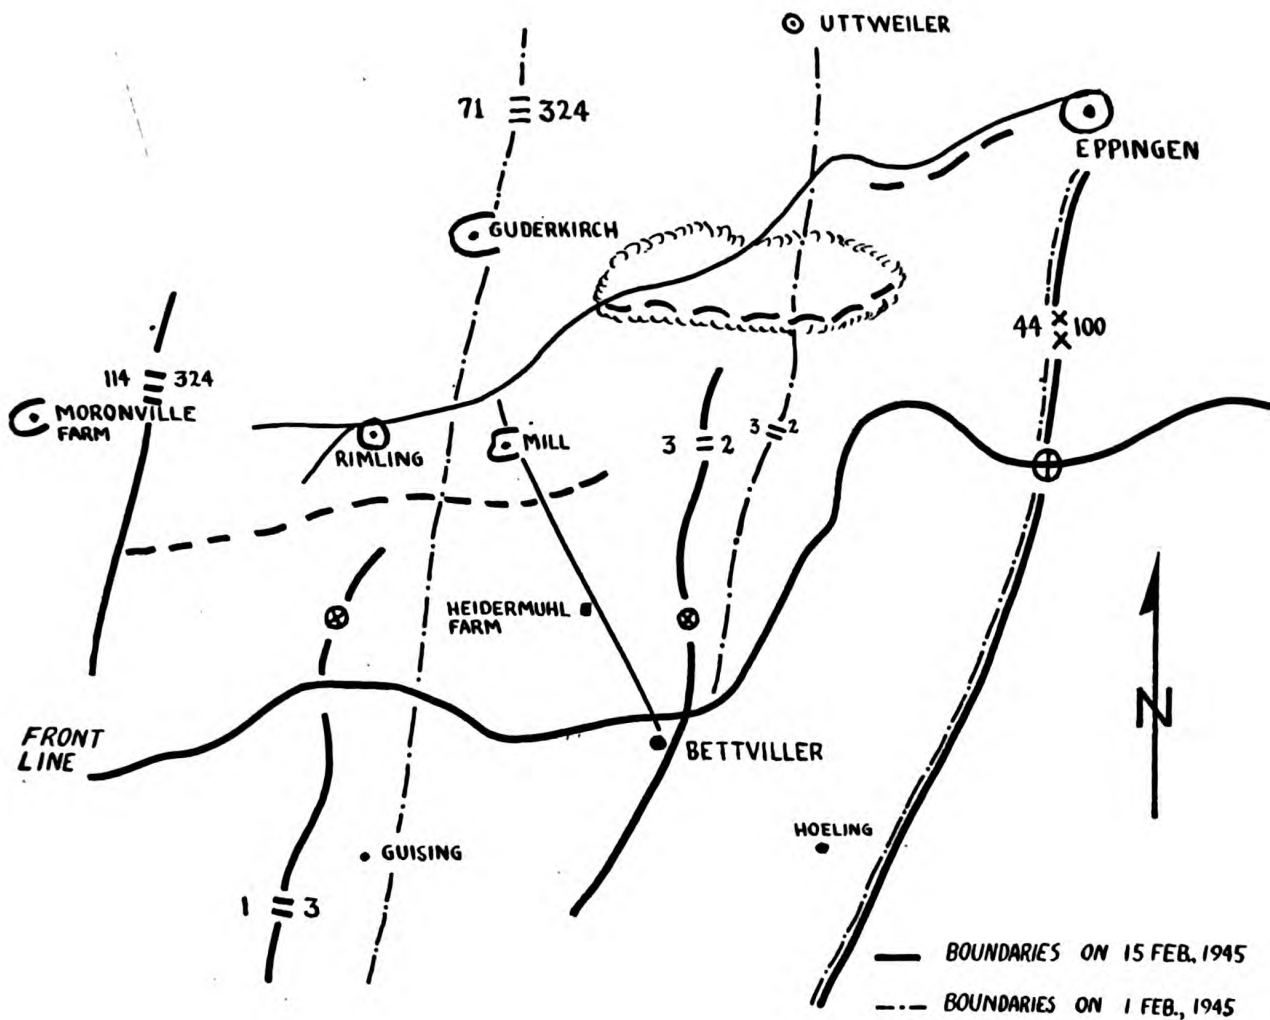 UTTWEILER
71 324
EPPINGEN
GUDERKIRCH
44 100
114 324
MORONVILLE
FARM
RIMLING
MILL
3 2
3 2
HEIDERMUHL
FARM
FRONT
LINE
BETTVILLER
N
HOELING
GUISING
1 3
BOUNDARIES ON 15 FEB., 1945
BOUNDARIES ON 1 FEB., 1945